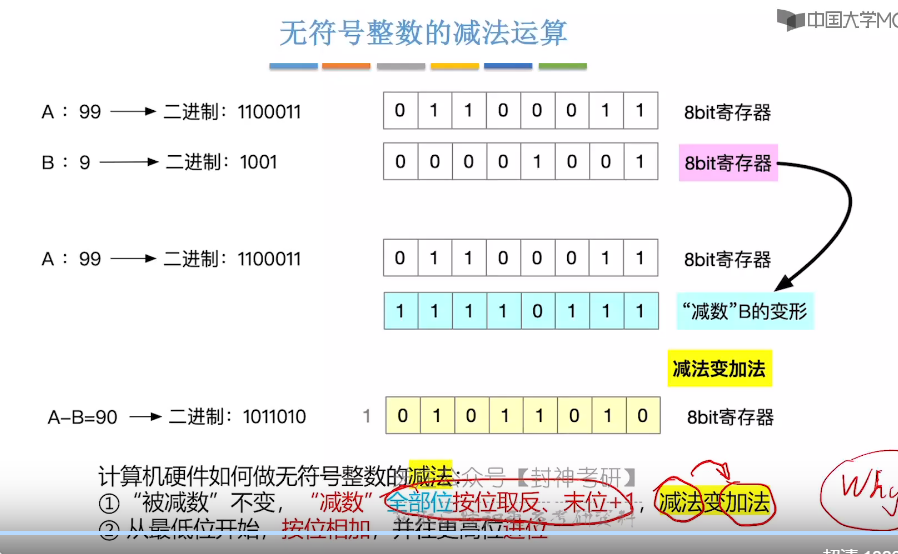 中国大学MO
无符号整数的减法运算
A：99 → 二进制：1100011 0 1 1 0 0 0 1 1 8bit寄存器
B：9 → 二进制：1001 0 0 0 0 1 0 0 1 8bit寄存器
A：99 → 二进制：1100011 0 1 1 0 0 0 1 1 8bit寄存器
1 1 1 1 0 1 1 1 “减数”B的变形
减法变加法
A-B=90 → 二进制：1011010 1 0 1 0 1 1 0 1 0 8bit寄存器
计算机硬件如何做无符号整数的减法：
众号【封神考研】
①“被减数”不变，“减数”全部位按位取反、末位+1，减法变加法
Why
②从最低位开始，按位相加，并往更高位进位
超清